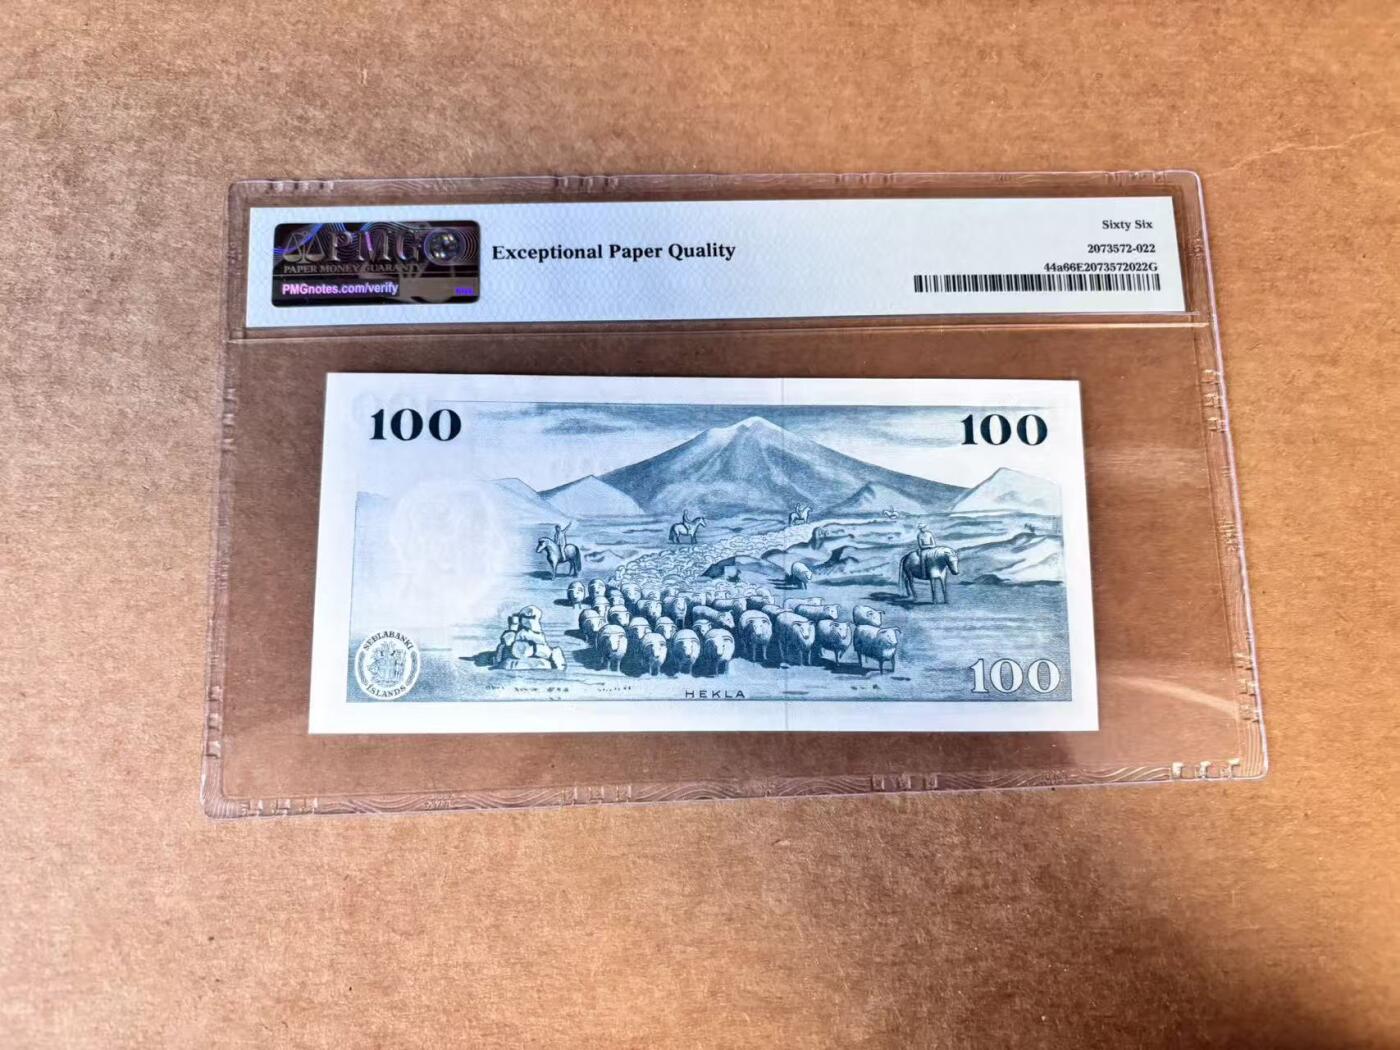 PMG
PAPER MONEY GUARANTY
PMGnotes.com/verify
Exceptional Paper Quality
Sixty Six
2073572-022
44a66E2073572022G
100
100
SEÐLABANKI
ÍSLANDS
HEKLA
100